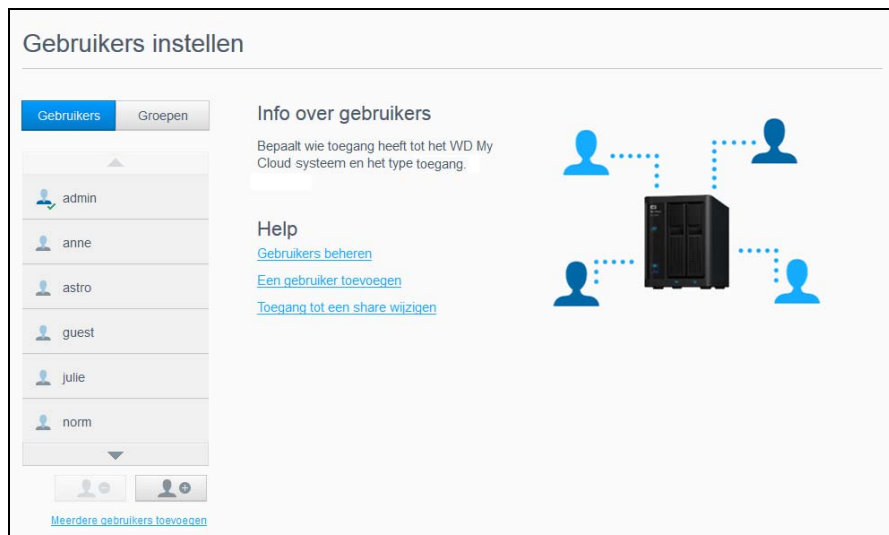 Gebruikers instellen
Gebruikers
Groepen
admin
anne
astro
guest
julie
norm
Meerdere gebruikers toevoegen
Info over gebruikers
Bepaalt wie toegang heeft tot het WD My
Cloud systeem en het type toegang.
Help
Gebruikers beheren
Een gebruiker toevoegen
Toegang tot een share wijzigen